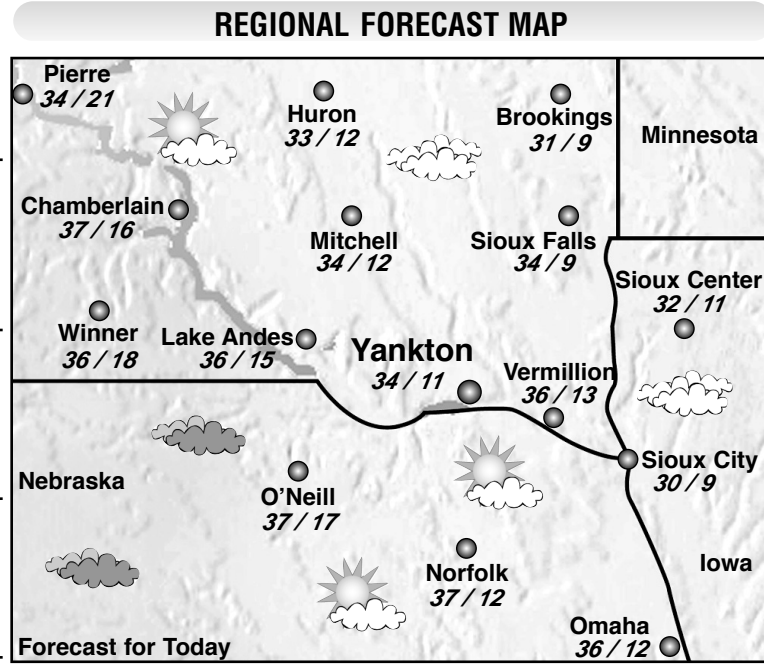 REGIONAL FORECAST MAP
Pierre
34 / 21
Huron
33 / 12
Brookings
31 / 9
Minnesota
Chamberlain
37 / 16
Mitchell
34 / 12
Sioux Falls
34 / 9
Sioux Center
32 / 11
Winner
36 / 18
Lake Andes
36 / 15
Yankton
34 / 11
Vermillion
36 / 13
Nebraska
O’Neill
37 / 17
Sioux City
30 / 9
Norfolk
37 / 12
Iowa
Omaha
36 / 12
Forecast for Today